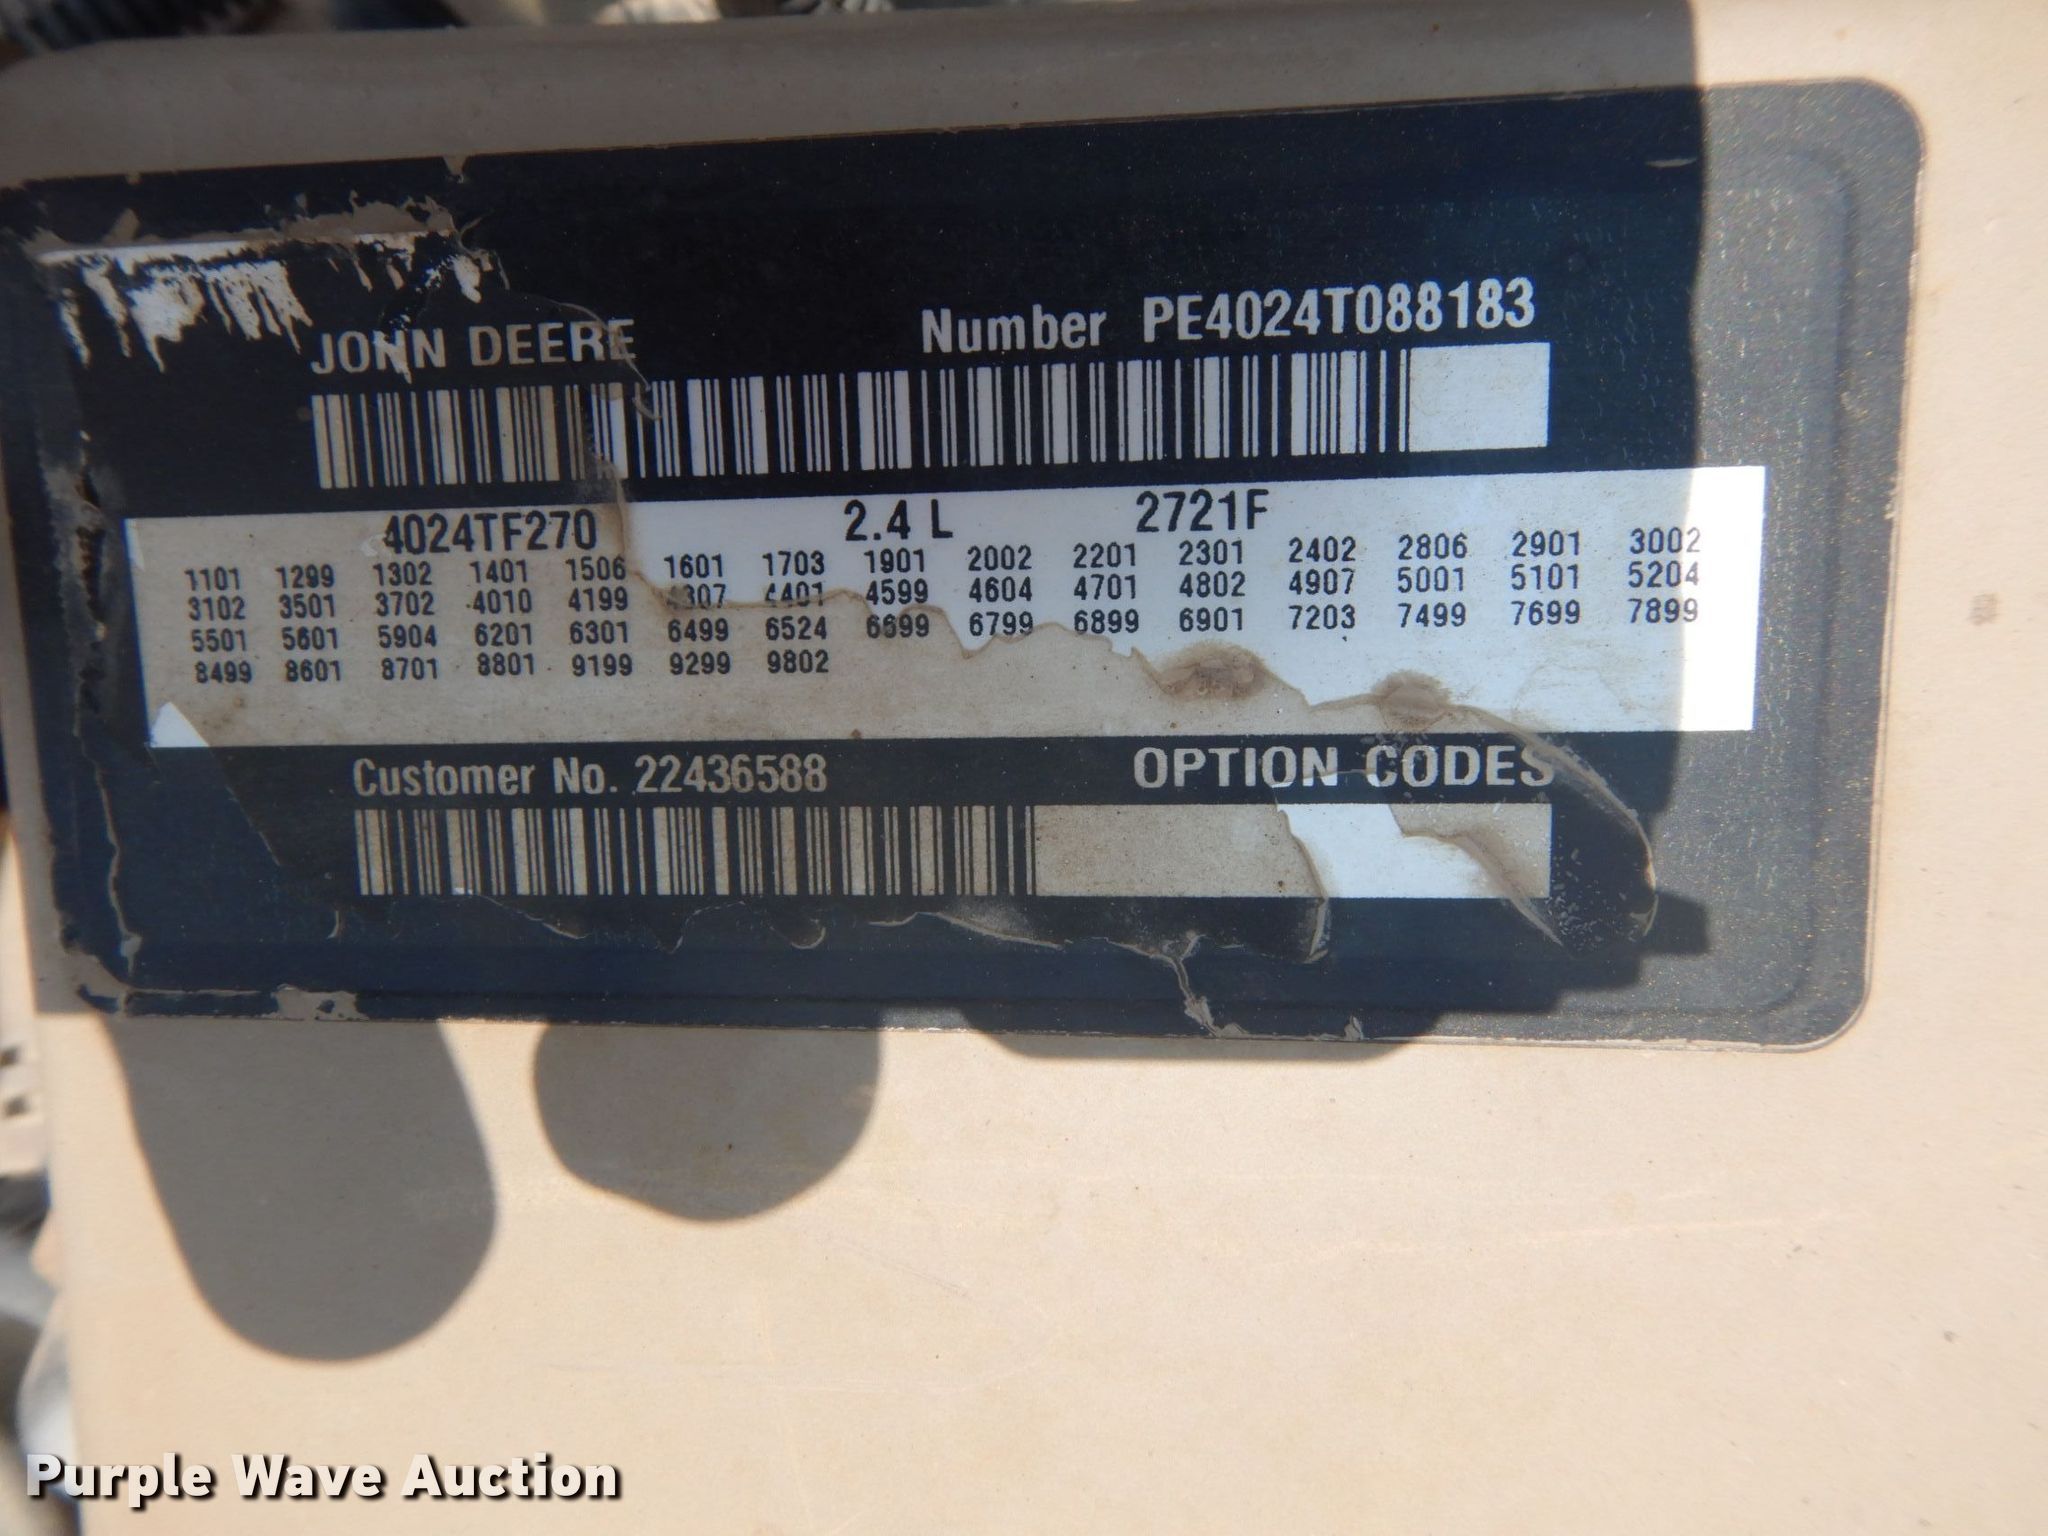 JOHN DEERE Number PE4024T088183
4024TF270 2.4 L 2721F
1101 1299 1302 1401 1506 1601 1703 1901 2002 2201 2301 2402 2806 2901 3002
3102 3501 3702 4010 4199 4307 4401 4599 4604 4701 4802 4907 5001 5101 5204
5501 5601 5904 6201 6301 6499 6524 6699 6799 6899 6901 7203 7499 7699 7899
8499 8601 8701 8801 9199 9299 9802
Customer No. 22436588 OPTION CODES
Purple Wave Auction